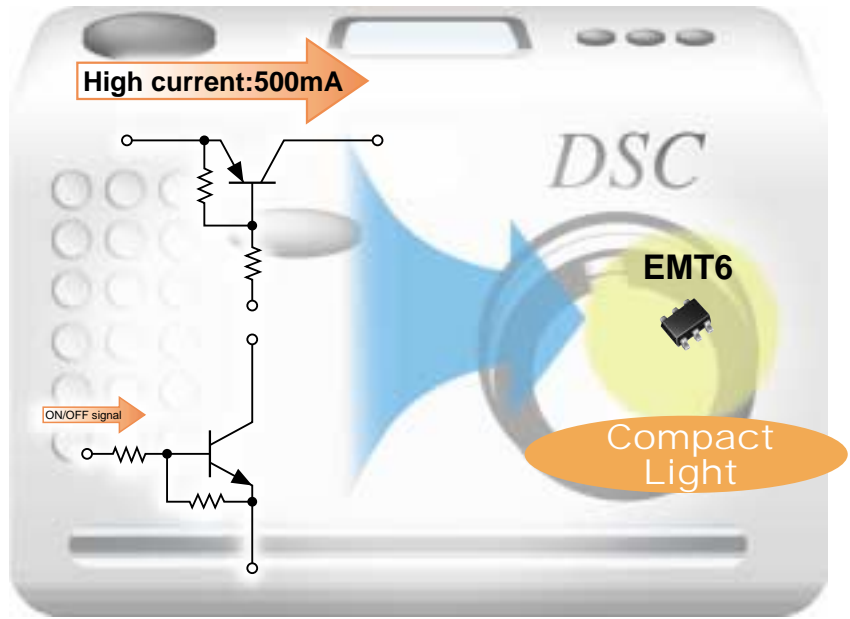 High current:500mA
DSC
EMT6
ON/OFF signal
Compact
Light